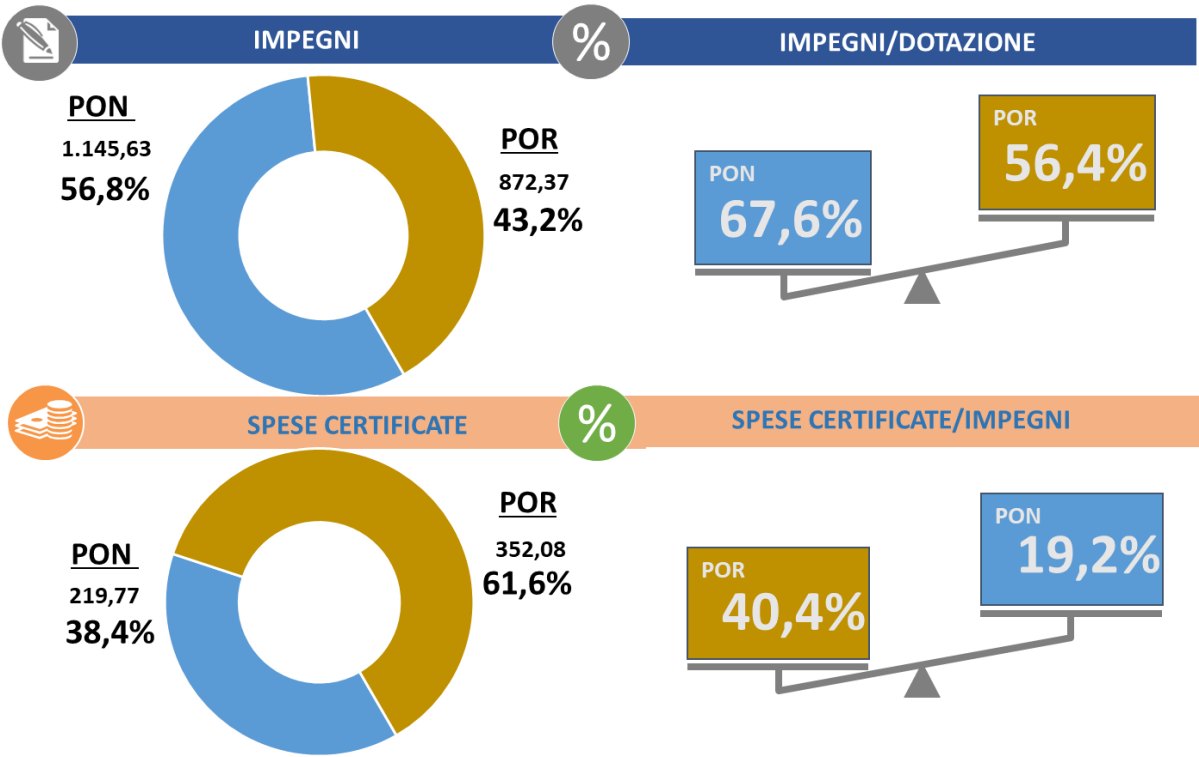 IMPEGNI
%
IMPEGNI/DOTAZIONE
PON
1.145,63
56,8%
POR
872,37
43,2%
PON
67,6%
POR
56,4%
SPESE CERTIFICATE
%
SPESE CERTIFICATE/IMPEGNI
PON
219,77
38,4%
POR
352,08
61,6%
POR
40,4%
PON
19,2%